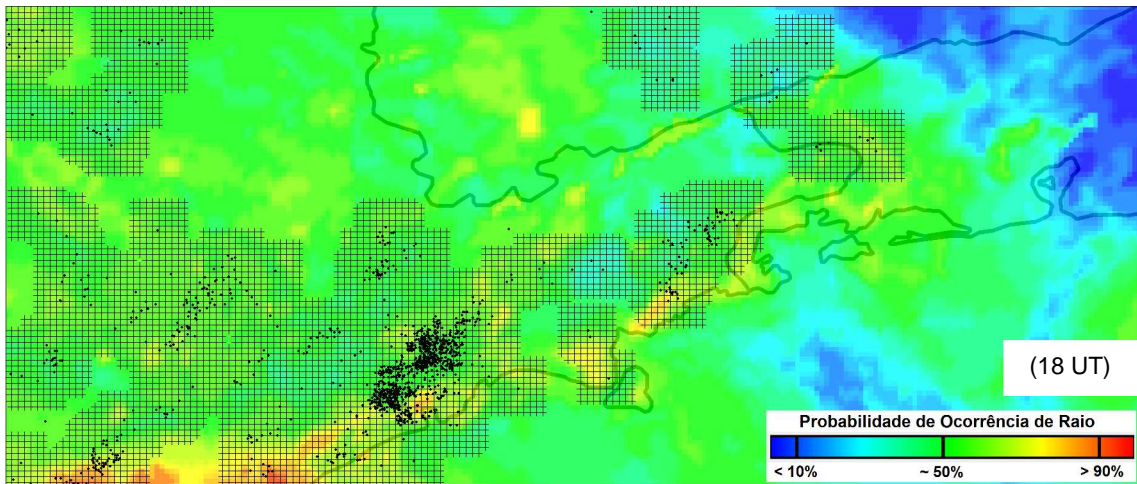 (18 UT)
Probabilidade de Ocorrência de Raio
< 10% ~ 50% > 90%